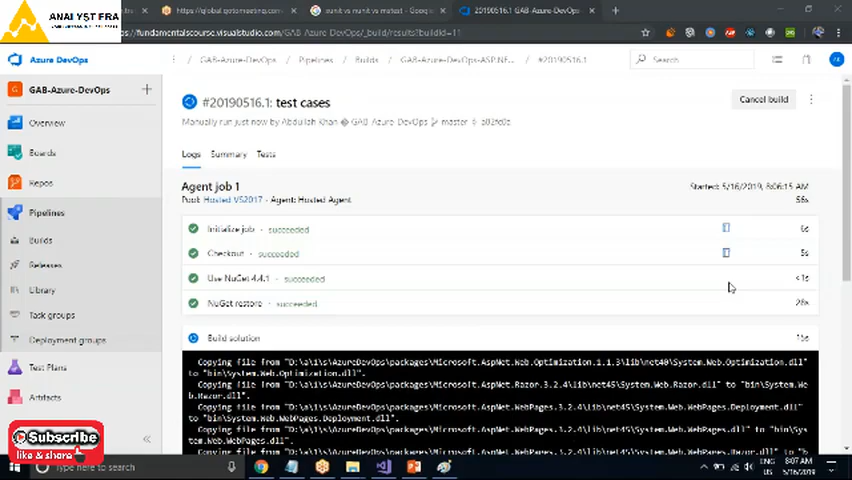 ANALYST ERA
https://global.gotomeeting.com
xunit vs nunit vs mstest - Goog
20190516.1 GAB-Azure-DevOps
fundamentalscourse.visualstudio.com/GAB-Azure-DevOps/_build/results?buildId=11
Azure DevOps
GAB-Azure-DevOps / Pipelines / Builds / GAB-Azure-DevOps-ASP.NE... / #20190516.1
Search
GAB-Azure-DevOps
Overview
Boards
Repos
Pipelines
Builds
Releases
Library
Task groups
Deployment groups
Test Plans
Artifacts
#20190516.1: test cases
Cancel build
Manually run just now by Abdullah Khan GAB-Azure-DevOps master
Logs Summary Tests
Agent job 1
Started: 5/16/2019, 8:06:15 AM
Pool: Hosted VS2017 · Agent: Hosted Agent
56s
Initialize job · succeeded 6s
Checkout · succeeded 5s
Use NuGet 4.4.1 · succeeded <1s
NuGet restore · succeeded 28s
Build solution 15s
Copying file from "D:\a\1\s\AzureDevOps\packages\Microsoft.AspNet.Web.Optimization.1.1.3\lib\net40\System.Web.Optimization.dll"
to "bin\System.Web.Optimization.dll".
Copying file from "D:\a\1\s\AzureDevOps\packages\Microsoft.AspNet.Razor.3.2.4\lib\net45\System.Web.Razor.dll" to "bin\System.We
b.Razor.dll".
Copying file from "D:\a\1\s\AzureDevOps\packages\Microsoft.AspNet.WebPages.3.2.4\lib\net45\System.Web.WebPages.Deployment.dll"
to "bin\System.Web.WebPages.Deployment.dll".
Copying file from "D:\a\1\s\AzureDevOps\packages\Microsoft.AspNet.WebPages.3.2.4\lib\net45\System.Web.WebPages.dll" to "bin\Sys
tem.Web.WebPages.dll".
Subscribe
like & share
Type here to search
ENG
US
8:07 AM
5/16/2019